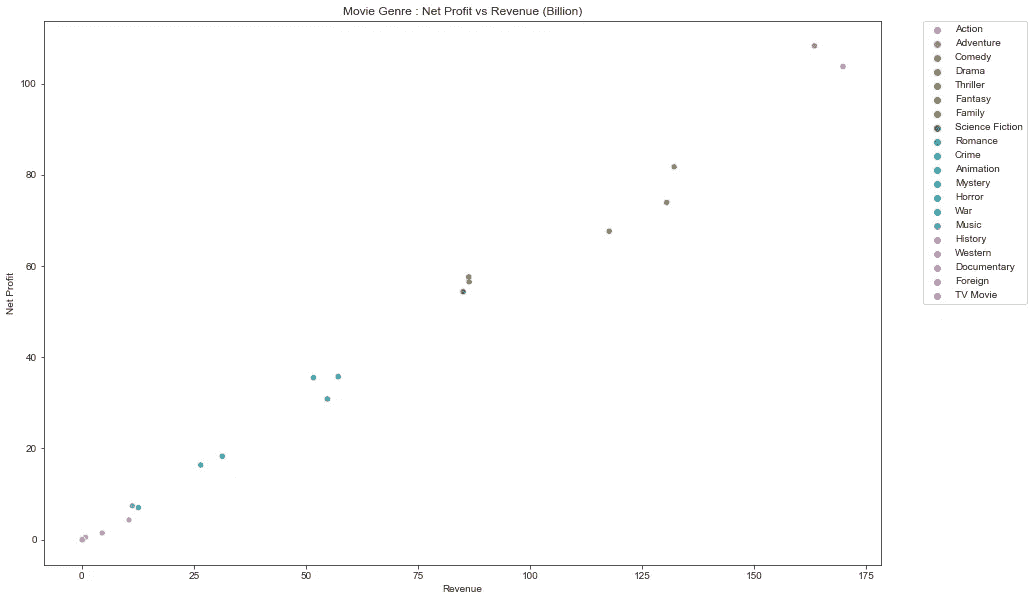 Movie Genre : Net Profit vs Revenue (Billion)
Net Profit
100
80
60
40
20
0
0 25 50 75 100 125 150 175
Revenue
Action
Adventure
Comedy
Drama
Thriller
Fantasy
Family
Science Fiction
Romance
Crime
Animation
Mystery
Horror
War
Music
History
Western
Documentary
Foreign
TV Movie